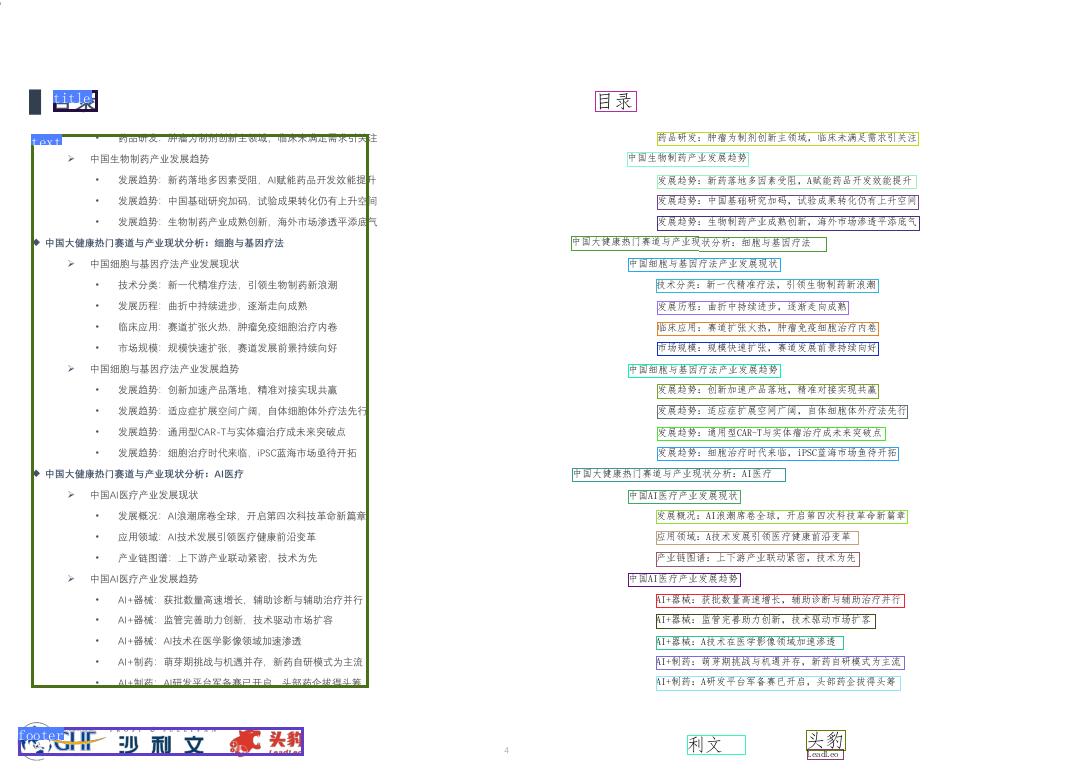 title
text
药品研发：肿瘤为制剂创新主领域，临床未满足需求引关注
➢ 中国生物制药产业发展趋势
• 发展趋势：新药落地多因素受阻，AI赋能药品开发效能提升
• 发展趋势：中国基础研究加码，试验成果转化仍有上升空间
• 发展趋势：生物制药产业成熟创新，海外市场渗透平添底气
◆ 中国大健康热门赛道与产业现状分析：细胞与基因疗法
➢ 中国细胞与基因疗法产业发展现状
• 技术分类：新一代精准疗法，引领生物制药新浪潮
• 发展历程：曲折中持续进步，逐渐走向成熟
• 临床应用：赛道扩张火热，肿瘤免疫细胞治疗内卷
• 市场规模：规模快速扩张，赛道发展前景持续向好
➢ 中国细胞与基因疗法产业发展趋势
• 发展趋势：创新加速产品落地，精准对接实现共赢
• 发展趋势：适应症扩展空间广阔，自体细胞体外疗法先行
• 发展趋势：通用型CAR-T与实体瘤治疗成未来突破点
• 发展趋势：细胞治疗时代来临，iPSC蓝海市场亟待开拓
◆ 中国大健康热门赛道与产业现状分析：AI医疗
➢ 中国AI医疗产业发展现状
• 发展概况：AI浪潮席卷全球，开启第四次科技革命新篇章
• 应用领域：AI技术发展引领医疗健康前沿变革
• 产业链图谱：上下游产业联动紧密，技术为先
➢ 中国AI医疗产业发展趋势
• AI+器械：获批数量高速增长，辅助诊断与辅助治疗并行
• AI+器械：监管完善助力创新，技术驱动市场扩容
• AI+器械：AI技术在医学影像领域加速渗透
• AI+制药：萌芽期挑战与机遇并存，新药自研模式为主流
• AI+制药：AI研发平台军备赛已开启，头部药企拔得头筹
footer
GHF
沙利文
头豹
LeadLeo
4
目录
药品研发：肿瘤为制剂创新主领域，临床未满足需求引关注
中国生物制药产业发展趋势
发展趋势：新药落地多因素受阻，A赋能药品开发效能提升
发展趋势：中国基础研究加码，试验成果转化仍有上升空间
发展趋势：生物制药产业成熟创新，海外市场渗透平添底气
中国大健康热门赛道与产业现状分析：细胞与基因疗法
中国细胞与基因疗法产业发展现状
技术分类：新一代精准疗法，引领生物制药新浪潮
发展历程：曲折中持续进步，逐渐走向成熟
临床应用：赛道扩张火热，肿瘤免疫细胞治疗内卷
市场规模：规模快速扩张，赛道发展前景持续向好
中国细胞与基因疗法产业发展趋势
发展趋势：创新加速产品落地，精准对接实现共赢
发展趋势：适应症扩展空间广阔，自体细胞体外疗法先行
发展趋势：通用型CAR-T与实体瘤治疗成未来突破点
发展趋势：细胞治疗时代来临，iPSC蓝海市场鱼待开拓
中国大健康热门赛道与产业现状分析：AI医疗
中国AI医疗产业发展现状
发展概况：AI浪潮席卷全球，开启第四次科技革命新篇章
应用领域：A技术发展引领医疗健康前沿变革
产业链图谱：上下游产业联动紧密，技术为先
中国AI医疗产业发展趋势
AI+器械：获批数量高速增长，辅助诊断与辅助治疗并行
AI+器械：监管完善助力创新，技术驱动市场扩客
AI+器械：A技术在医学影像领域加速渗透
AI+制药：萌芽期挑战与机遇并存，新药自研模式为主流
AI+制药：A研发平台军备赛已开启，头部药企拔得头筹
利文
头豹
LeadLeo